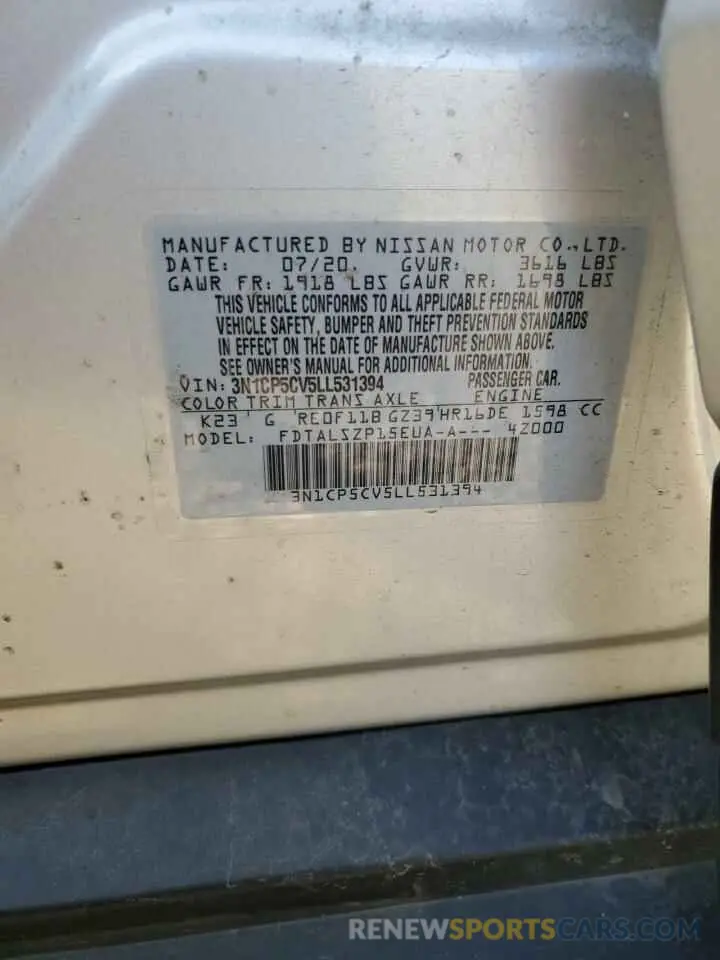 MANUFACTURED BY NISSAN MOTOR CO.,LTD.
DATE: 07/20. GVWR: 3616 LBS
GAWR FR: 1918 LBS GAWR RR: 1698 LBS
THIS VEHICLE CONFORMS TO ALL APPLICABLE FEDERAL MOTOR
VEHICLE SAFETY, BUMPER AND THEFT PREVENTION STANDARDS
IN EFFECT ON THE DATE OF MANUFACTURE SHOWN ABOVE.
SEE OWNER'S MANUAL FOR ADDITIONAL INFORMATION.
VIN: 3N1CP5CV5LL531394 PASSENGER CAR.
COLOR TRIM TRANS AXLE ENGINE
K23 G RE0F11B GZ39 HR16DE 1598 CC
MODEL: FDTALSZP15EUA-A--- 4Z000
3N1CP5CV5LL531394
RENEWSPORTSCARS.COM